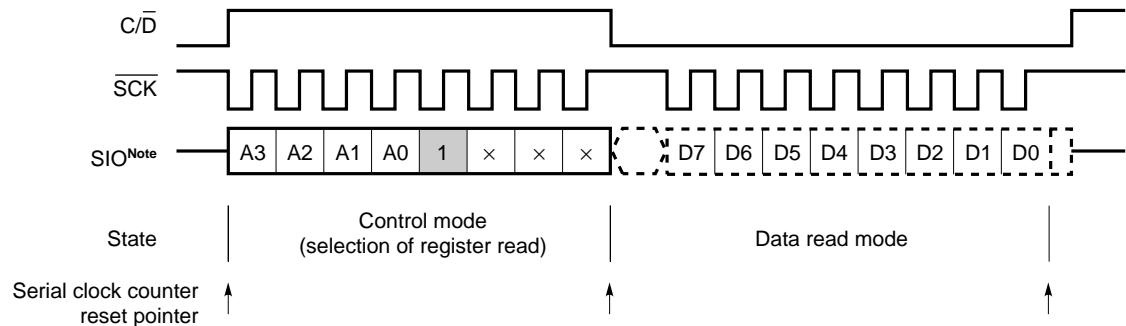 C/D̅
S̅C̅K̅
SIONote A3 A2 A1 A0 1 × × × D7 D6 D5 D4 D3 D2 D1 D0
State Control mode (selection of register read) Data read mode
Serial clock counter
reset pointer